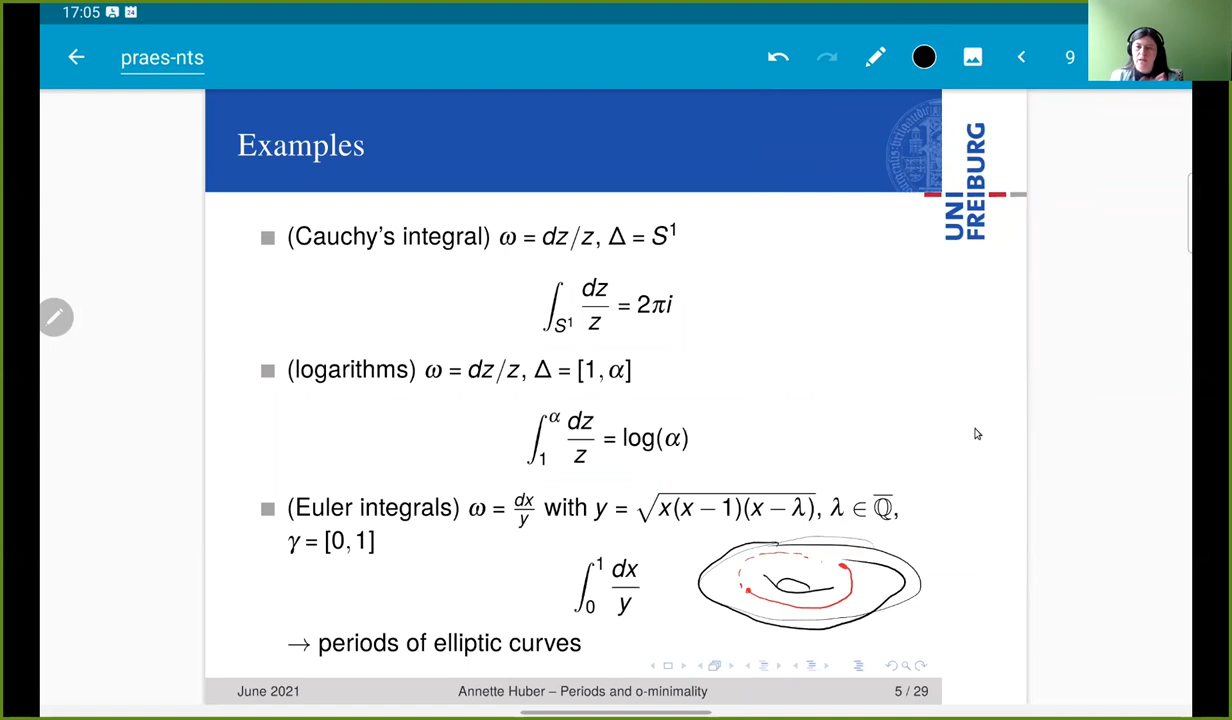 17:05
24
praes-nts
9
Examples
UNI
FREIBURG
(Cauchy's integral) ω = dz/z, Δ = S¹
∫_{S¹} dz/z = 2πi
(logarithms) ω = dz/z, Δ = [1, α]
∫_1^α dz/z = log(α)
(Euler integrals) ω = dx/y with y = √(x(x − 1)(x − λ)), λ ∈ ℚ̅,
γ = [0, 1]
∫_0^1 dx/y
→ periods of elliptic curves
June 2021
Annette Huber – Periods and o-minimality
5 / 29